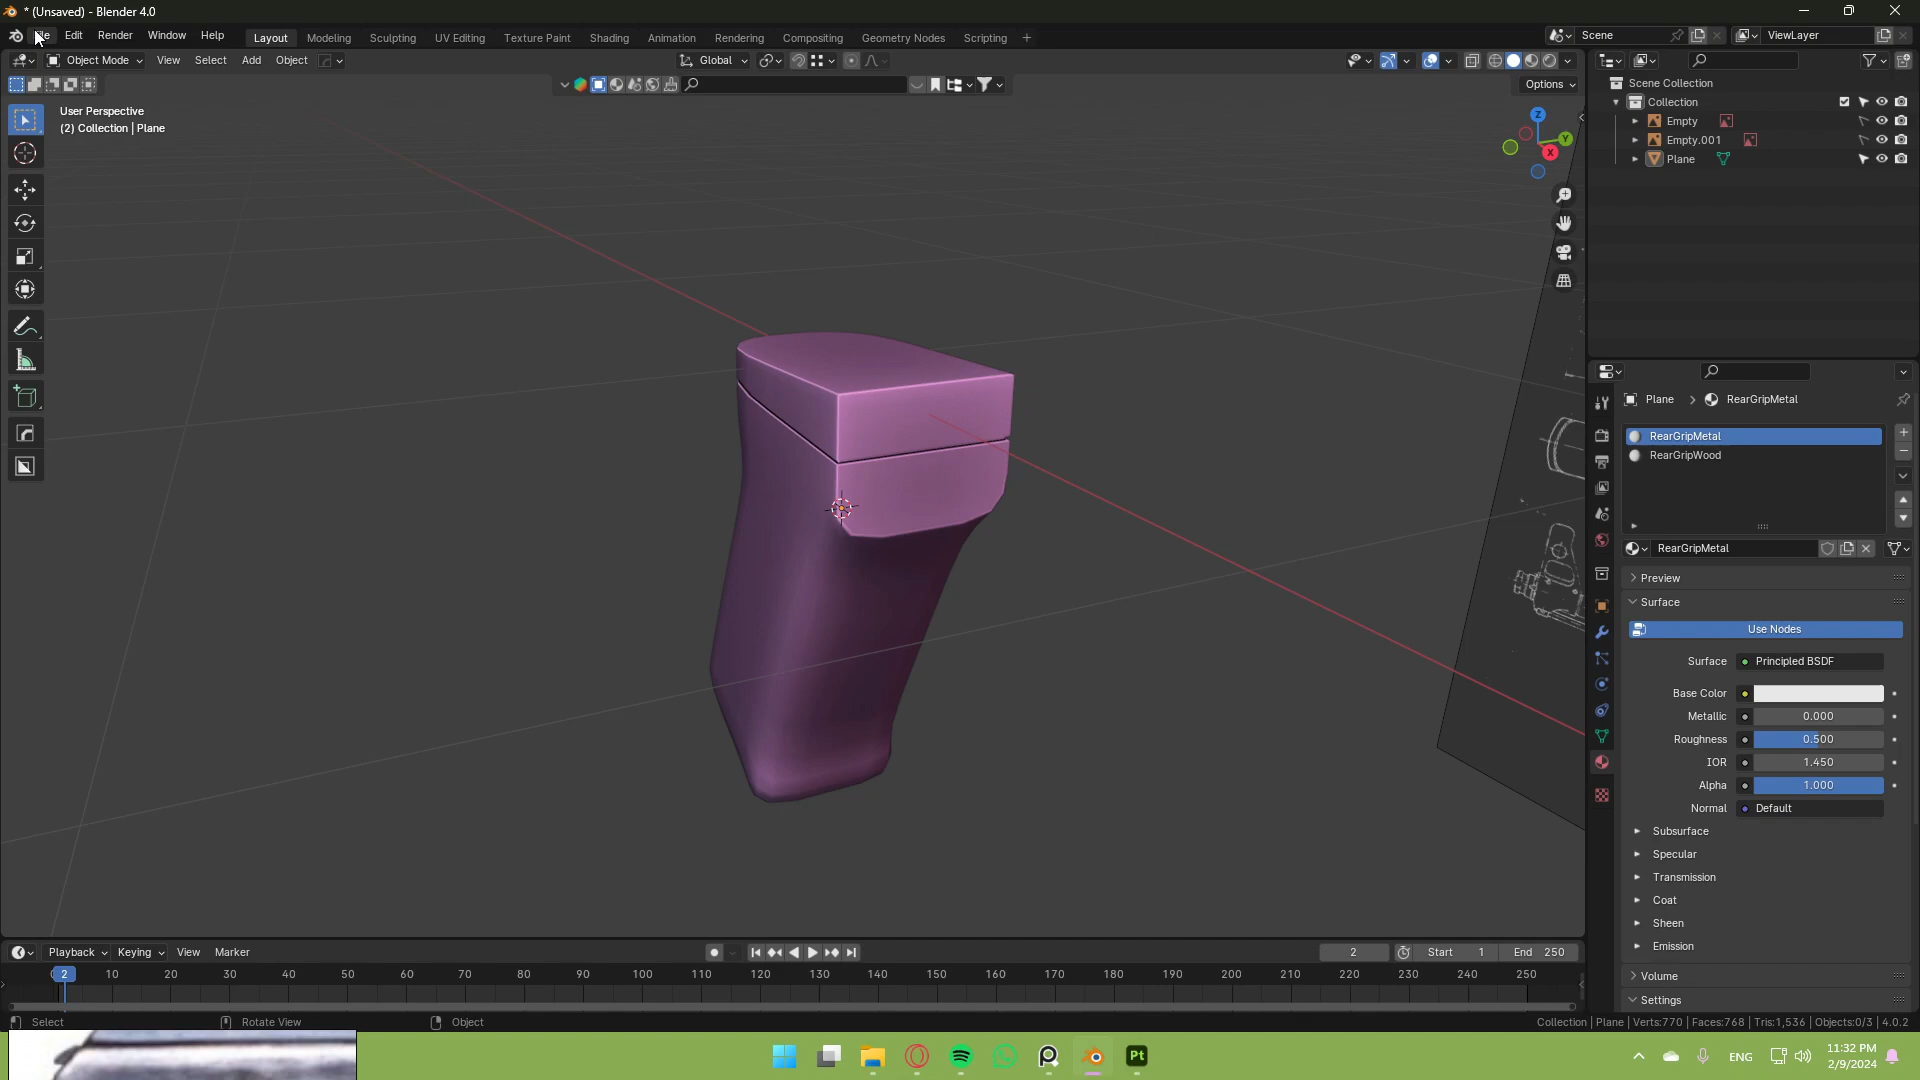 * (Unsaved) - Blender 4.0
Edit Render Window Help
Layout Modeling Sculpting UV Editing Texture Paint Shading Animation Rendering Compositing Geometry Nodes Scripting +
Scene
ViewLayer
Object Mode View Select Add Object
Global
Options
User Perspective
(2) Collection | Plane
Z
Y
X
Scene Collection
Collection
Empty
Empty.001
Plane
Plane > RearGripMetal
RearGripMetal
RearGripWood
RearGripMetal
Preview
Surface
Use Nodes
Surface Principled BSDF
Base Color
Metallic 0.000
Roughness 0.500
IOR 1.450
Alpha 1.000
Normal Default
Subsurface
Specular
Transmission
Coat
Sheen
Emission
Volume
Settings
Playback Keying View Marker
2 Start 1 End 250
2 10 20 30 40 50 60 70 80 90 100 110 120 130 140 150 160 170 180 190 200 210 220 230 240 250
Select Rotate View Object
Collection | Plane | Verts:770 | Faces:768 | Tris:1,536 | Objects:0/3 | 4.0.2
Pt
ENG
11:32 PM
2/9/2024